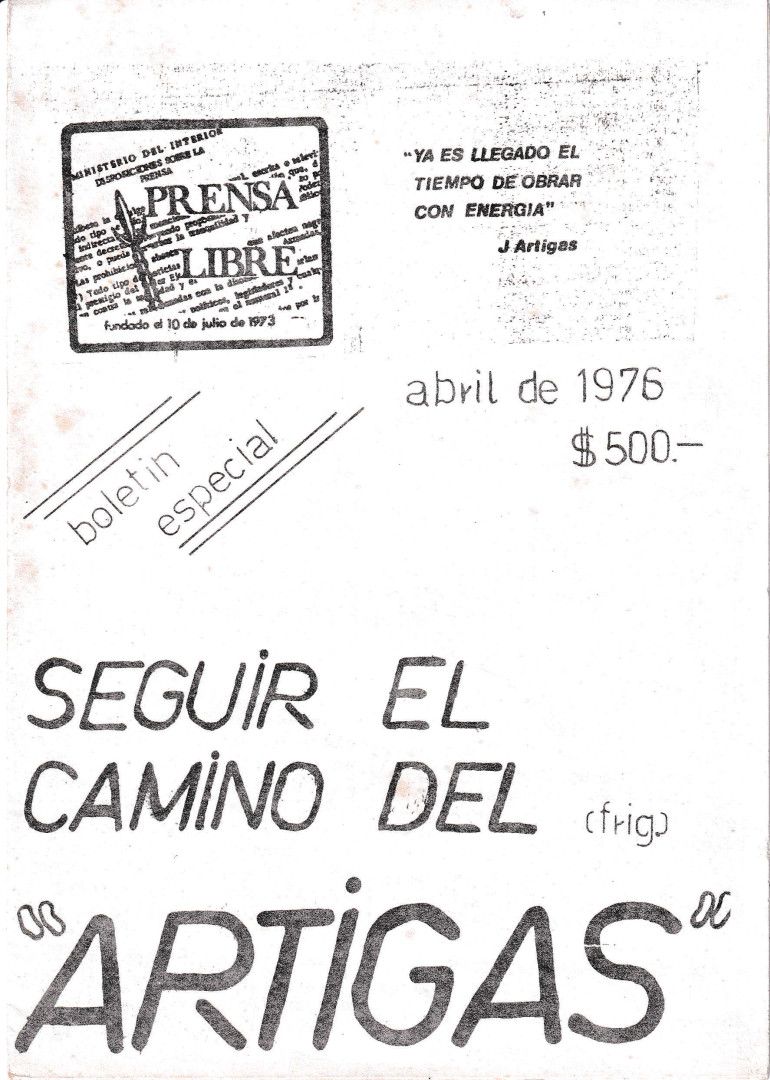 MINISTERIO DEL INTERIOR
DISPOSICIONES SOBRE LA
PRENSA
PRENSA
LIBRE
fundado el 10 de julio de 1973
"YA ES LLEGADO EL
TIEMPO DE OBRAR
CON ENERGIA"
J Artigas
abril de 1976
$500.—
boletin
especial
SEGUIR EL
CAMINO DEL (frig)
"ARTIGAS"